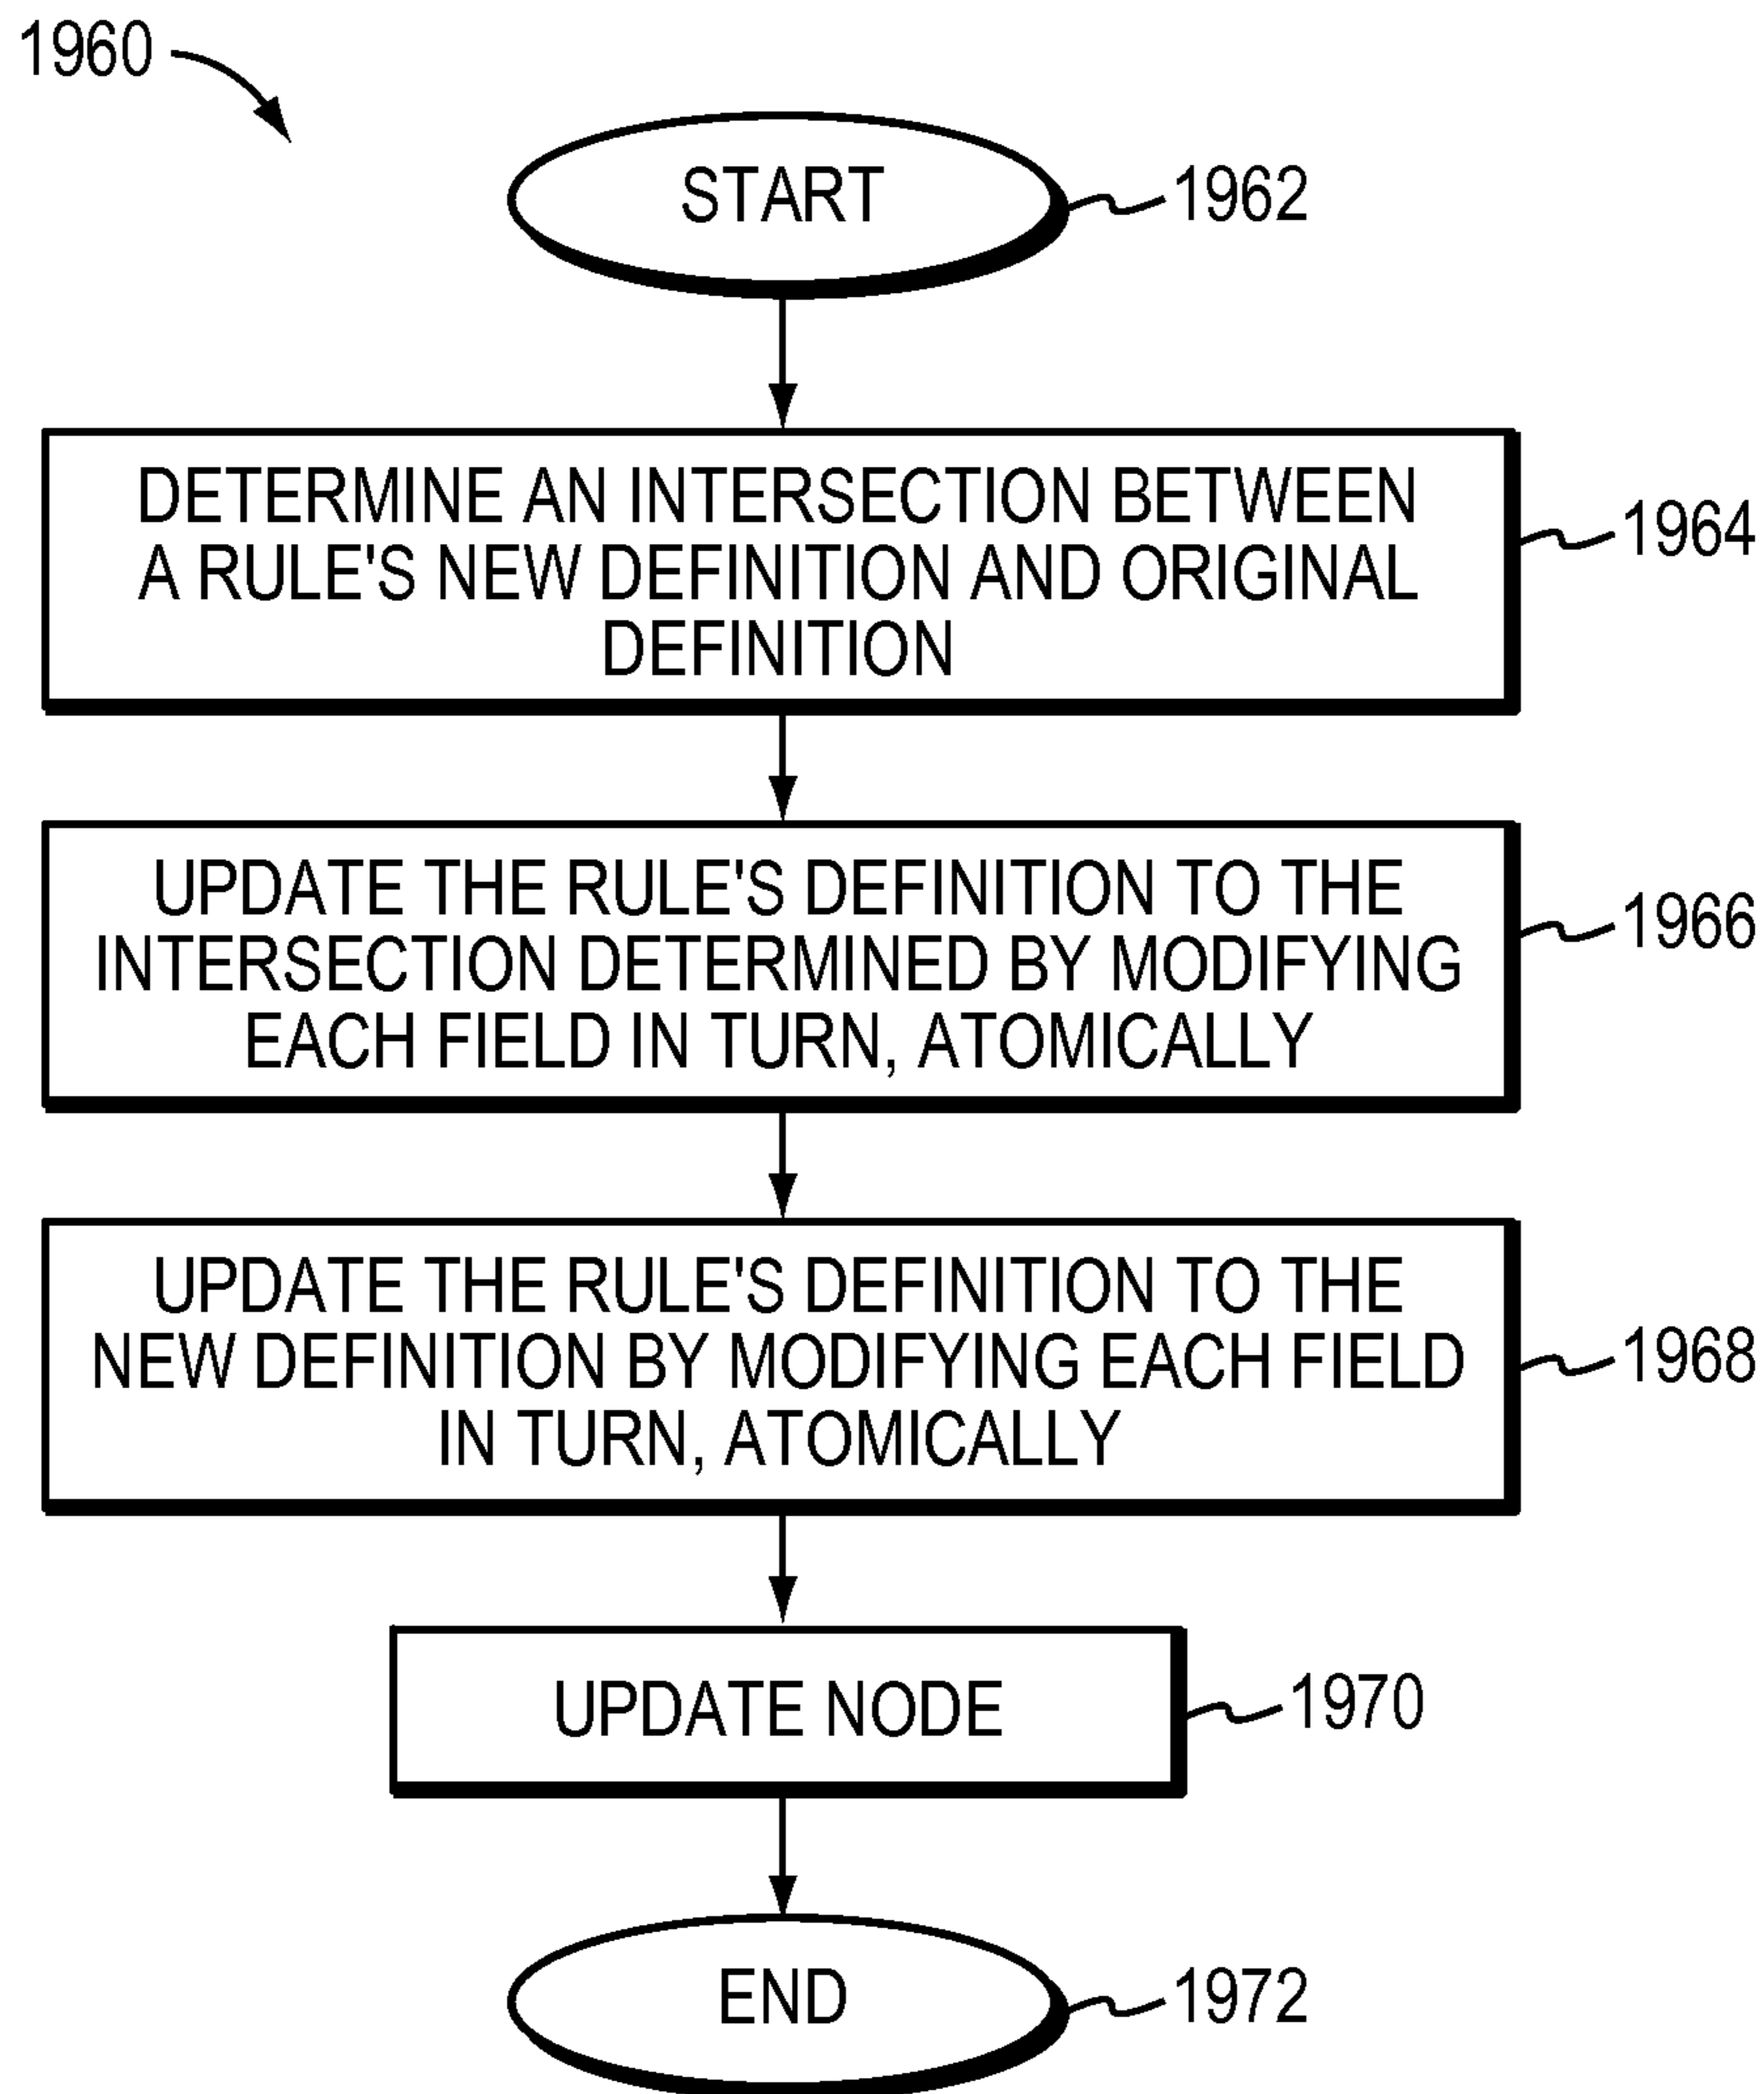 1960
START
1962
DETERMINE AN INTERSECTION BETWEEN
A RULE'S NEW DEFINITION AND ORIGINAL
DEFINITION
1964
UPDATE THE RULE'S DEFINITION TO THE
INTERSECTION DETERMINED BY MODIFYING
EACH FIELD IN TURN, ATOMICALLY
1966
UPDATE THE RULE'S DEFINITION TO THE
NEW DEFINITION BY MODIFYING EACH FIELD
IN TURN, ATOMICALLY
1968
UPDATE NODE
1970
END
1972